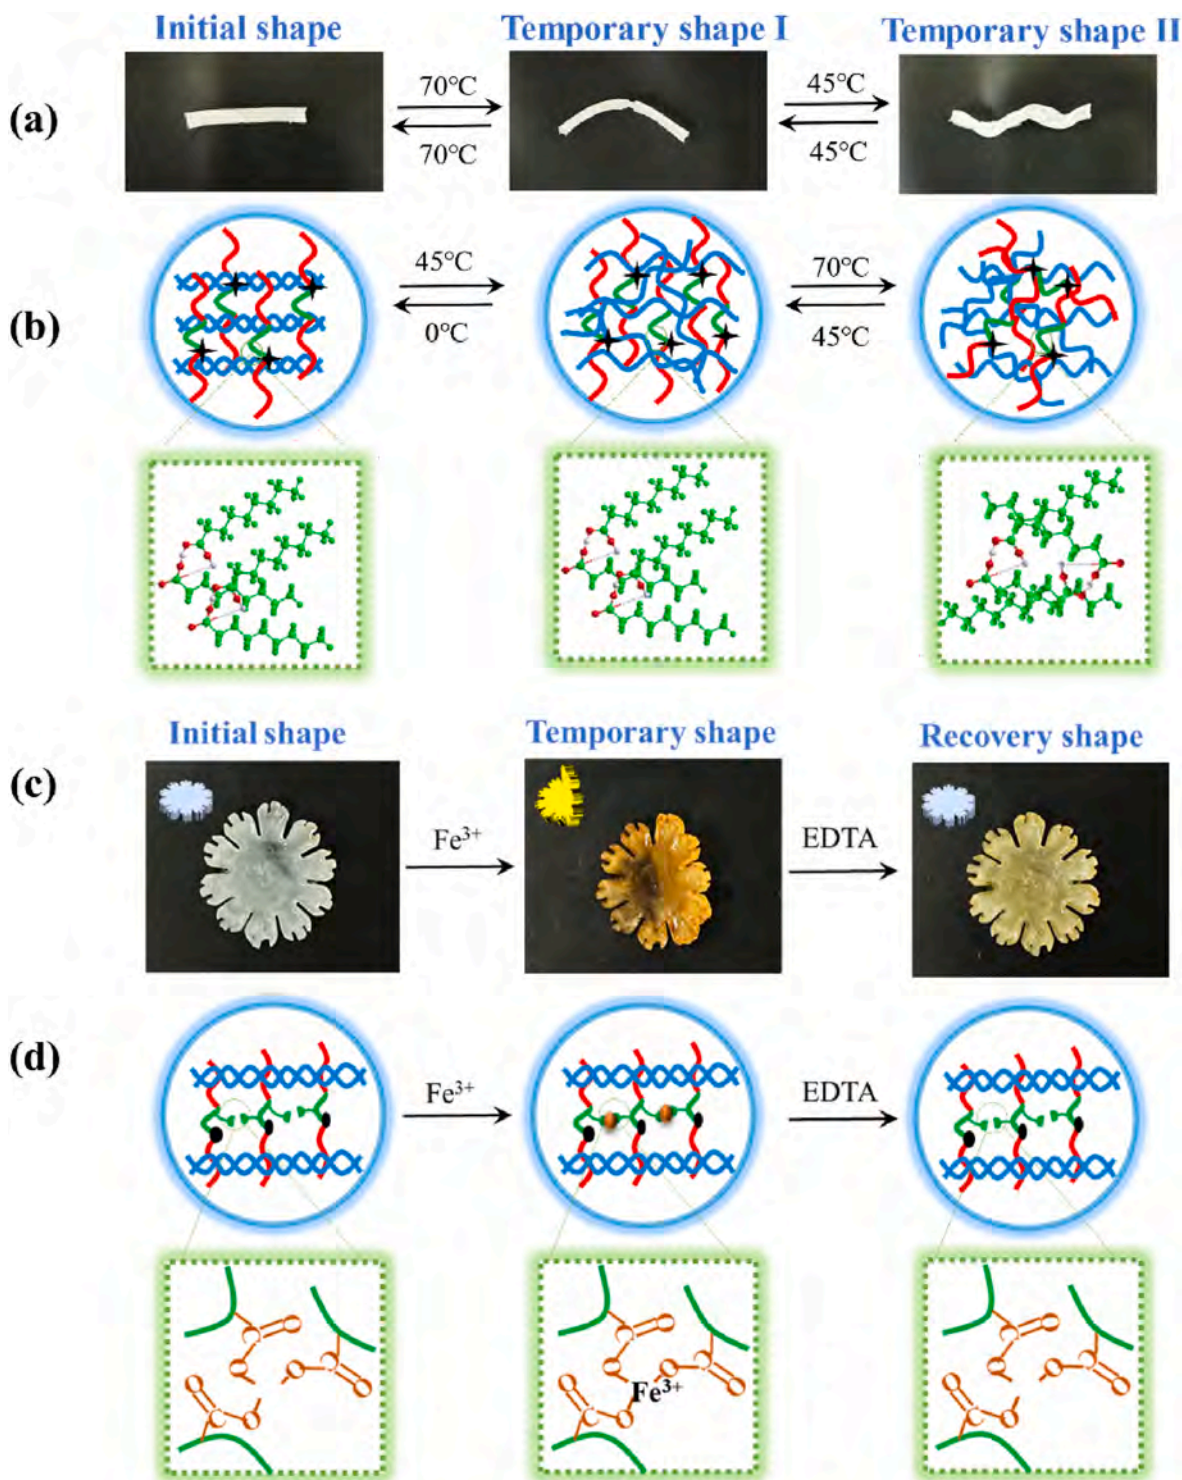 Initial shape
Temporary shape I
Temporary shape II
(a)
70°C
70°C
45°C
45°C
(b)
45°C
0°C
70°C
45°C
Initial shape
Temporary shape
Recovery shape
(c)
Fe³⁺
EDTA
(d)
Fe³⁺
EDTA
C
O
O
O
O
C
C
O
O
C
O
O
O
O
C
Fe³⁺
C
O
O
C
O
O
O
O
C
C
O
O